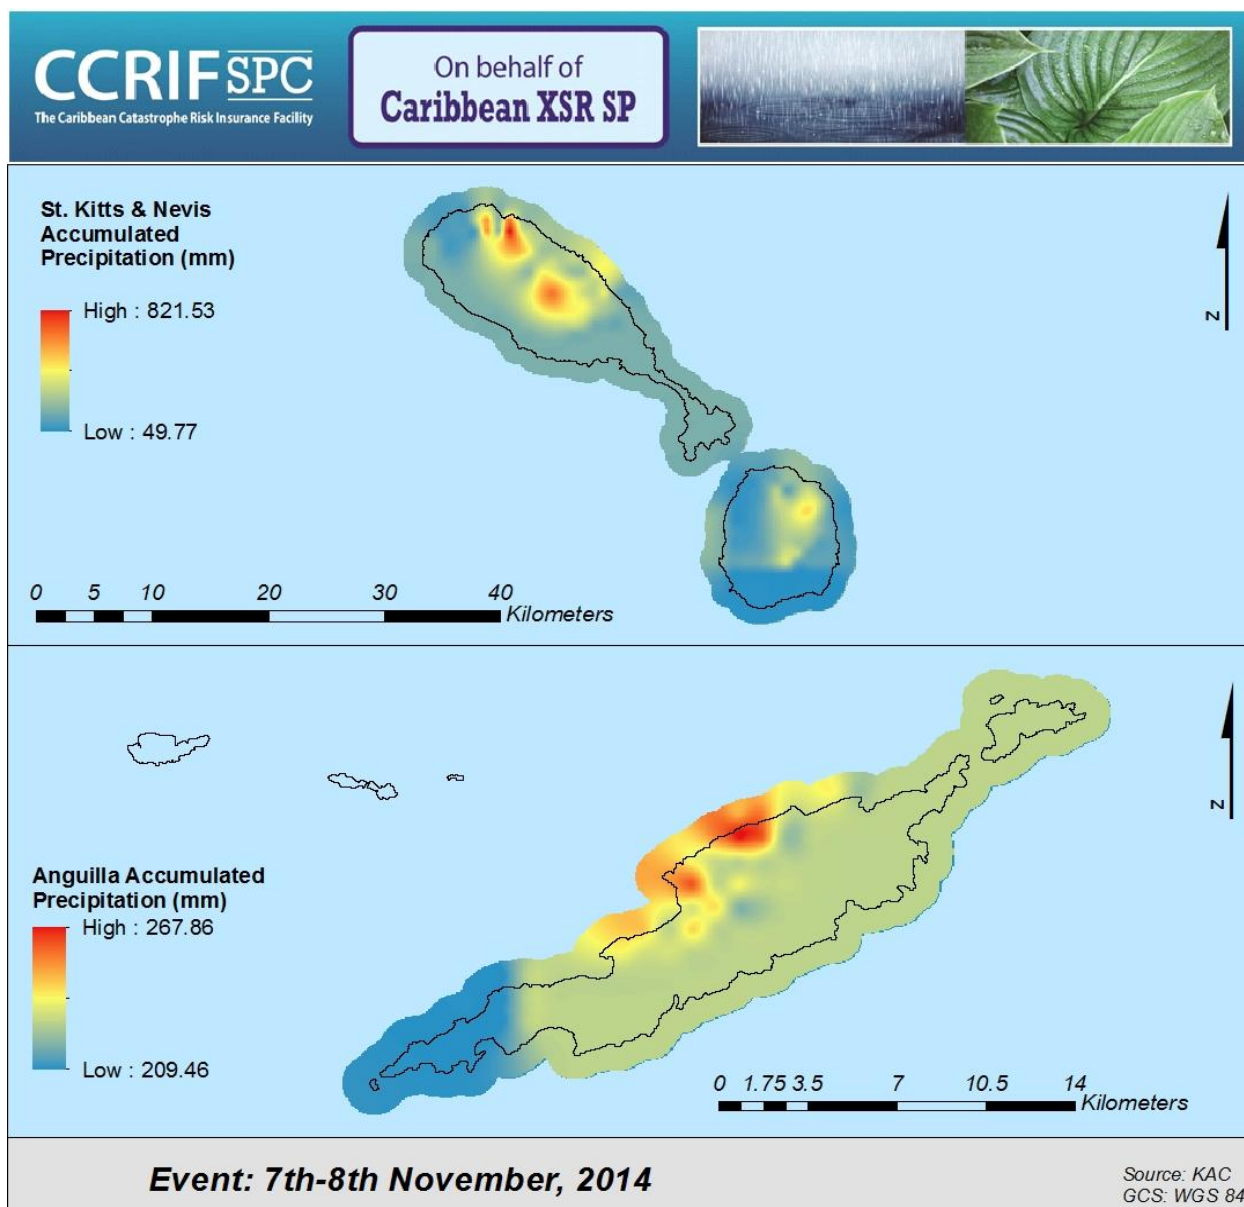 CCRIF SPC
The Caribbean Catastrophe Risk Insurance Facility
On behalf of
Caribbean XSR SP
St. Kitts & Nevis
Accumulated
Precipitation (mm)
High : 821.53
Low : 49.77
N
0 5 10 20 30 40
Kilometers
Anguilla Accumulated
Precipitation (mm)
High : 267.86
Low : 209.46
N
0 1.75 3.5 7 10.5 14
Kilometers
Event: 7th-8th November, 2014
Source: KAC
GCS: WGS 84